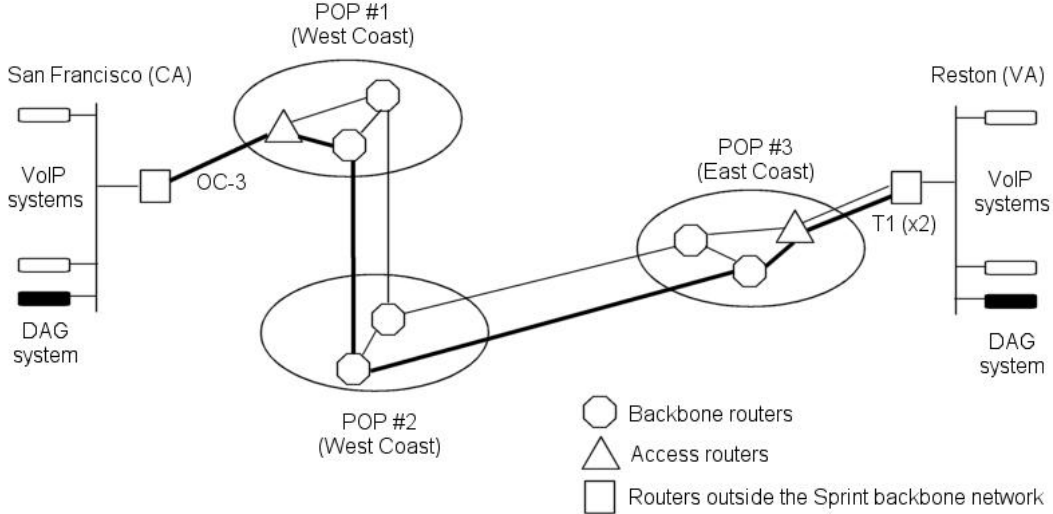 POP #1
(West Coast)
San Francisco (CA)
Reston (VA)
POP #3
(East Coast)
VoIP
systems
OC-3
T1 (x2)
VoIP
systems
DAG
system
DAG
system
POP #2
(West Coast)
Backbone routers
Access routers
Routers outside the Sprint backbone network